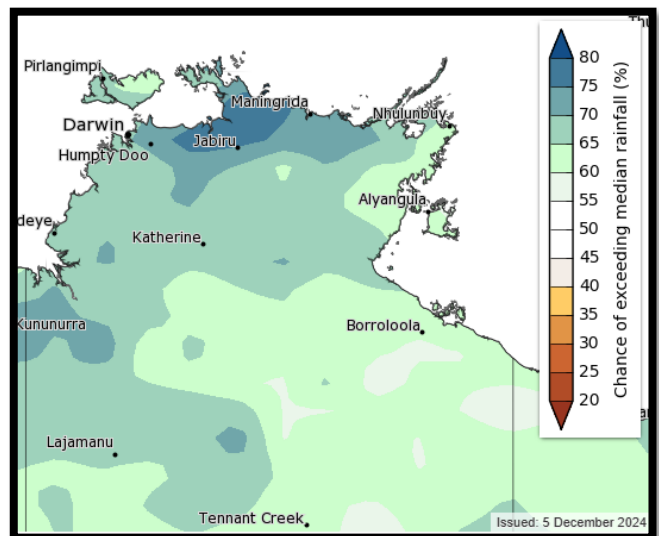 Pirlangimpi
Maningrida
Nhulunbuy
Darwin
Jabiru
Humpty Doo
Alyangula
deye
Katherine
Kununurra
Borroloola
Lajamanu
Tennant Creek
80
75
70
65
60
55
50
45
40
35
30
25
20
Chance of exceeding median rainfall (%)
Issued: 5 December 2024